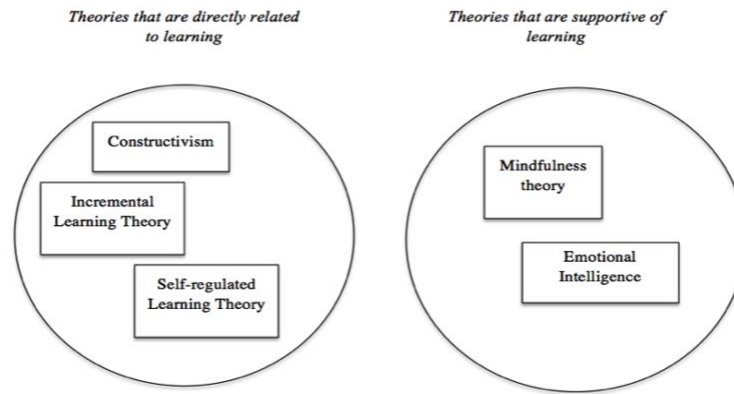 Theories that are directly related
to learning
Theories that are supportive of
learning
Constructivism
Incremental
Learning Theory
Self-regulated
Learning Theory
Mindfulness
theory
Emotional
Intelligence